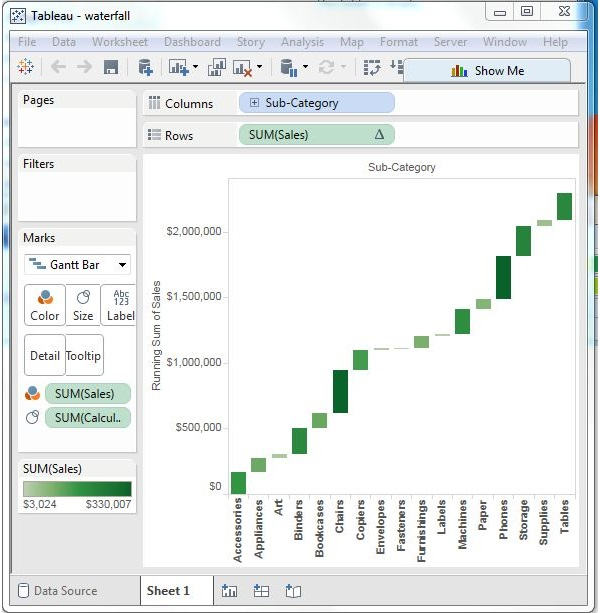 Tableau - waterfall
File Data Worksheet Dashboard Story Analysis Map Format Server Window Help
Show Me
Pages
Columns
Sub-Category
Rows
SUM(Sales) Δ
Filters
Marks
Gantt Bar
Color
Size
Abc
123
Label
Detail
Tooltip
SUM(Sales)
SUM(Calcul..
SUM(Sales)
$3,024 $330,007
Sub-Category
Running Sum of Sales
$2,000,000
$1,500,000
$1,000,000
$500,000
$0
Accessories
Appliances
Art
Binders
Bookcases
Chairs
Copiers
Envelopes
Fasteners
Furnishings
Labels
Machines
Paper
Phones
Storage
Supplies
Tables
Data Source
Sheet 1